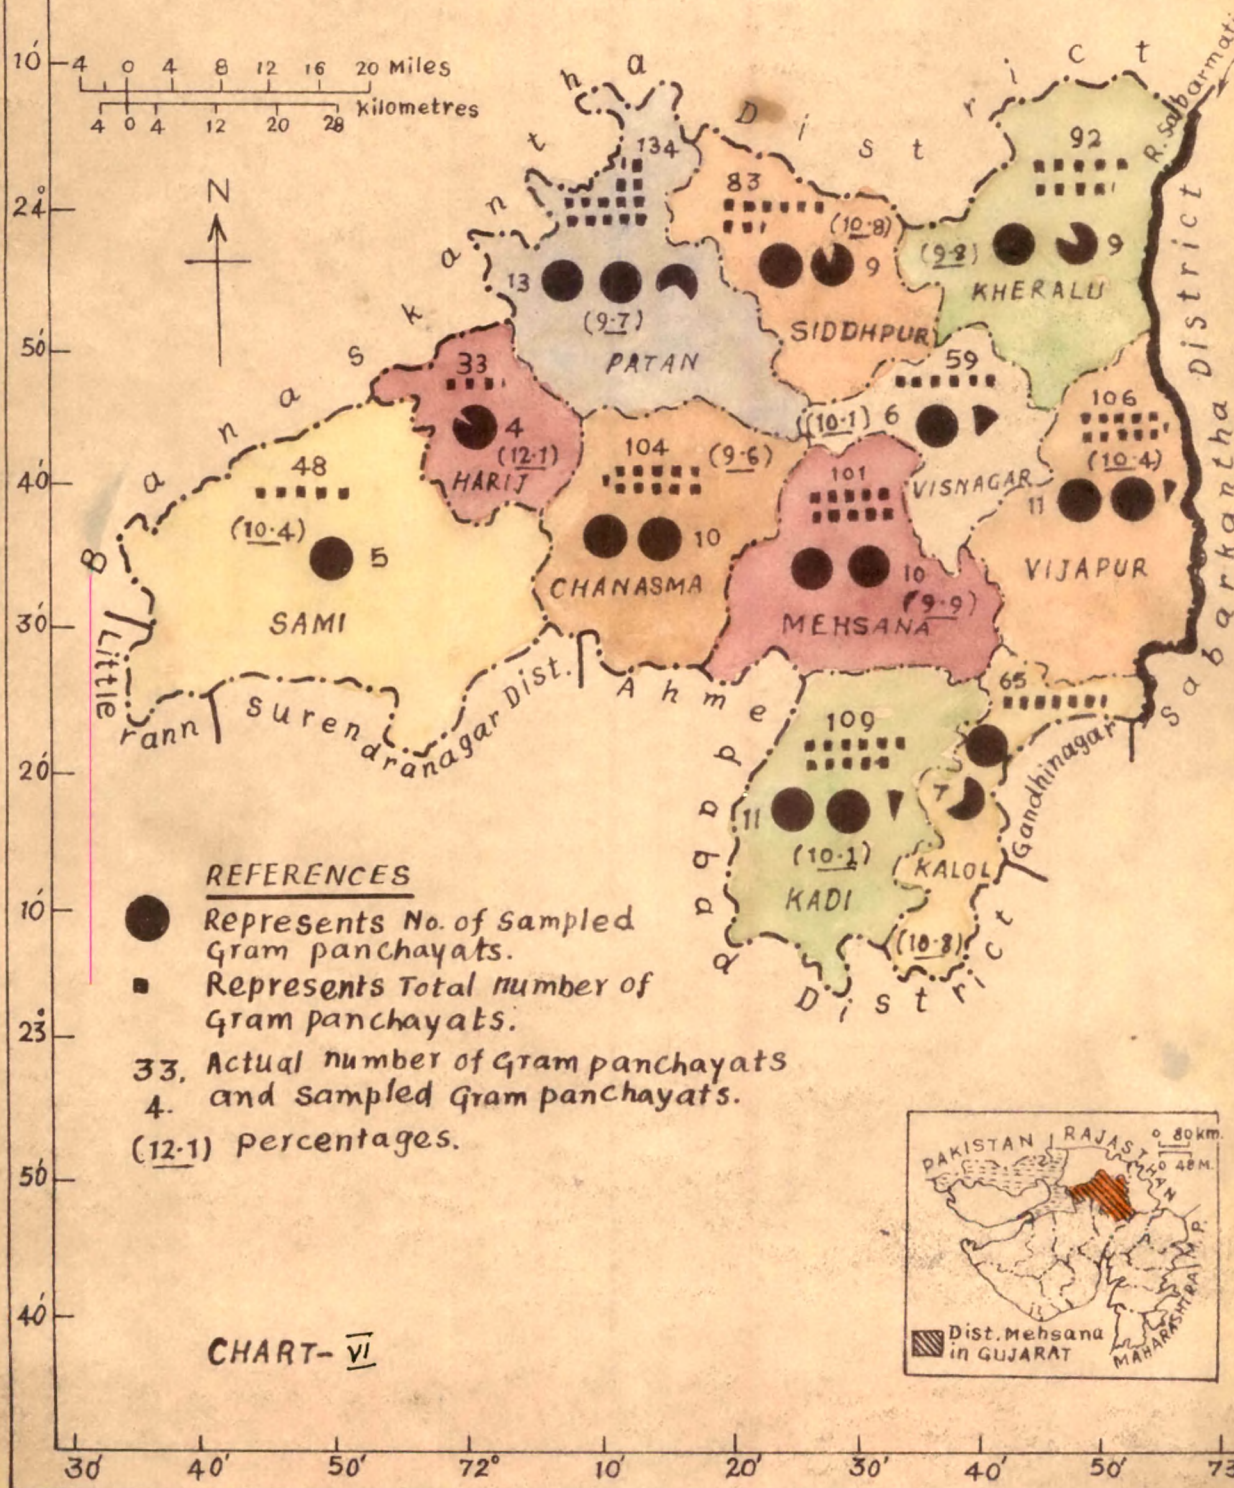 4 0 4 8 12 16 20 Miles
4 0 4 12 20 28 kilometres
N
10'
24°
50'
40'
30'
20'
10'
23°
50'
40'
Banaskantha District
R. Sabarmati
Sabarkantha District
134
13
(9.7)
PATAN
83
(10.8)
9
SIDDHPUR
92
(9.8)
9
KHERALU
33
4
(12.1)
HARIJ
59
(10.1) 6
VISNAGAR
106
(10.4)
11
VIJAPUR
48
(10.4)
5
SAMI
104
(9.6)
10
CHANASMA
101
10
(9.9)
MEHSANA
65
7
KALOL
(10.8)
109
11
(10.1)
KADI
Little
rann
Surendranagar Dist.
Ahmedabad District
Gandhinagar
REFERENCES
Represents No. of Sampled
Gram panchayats.
Represents Total number of
Gram panchayats.
33. Actual number of Gram panchayats
4. and Sampled Gram panchayats.
(12.1) percentages.
CHART- VI
PAKISTAN
RAJASTHAN
0 80 km.
0 48 M.
M.P.
MAHARASHTRA
Dist. Mehsana
in GUJARAT
30' 40' 50' 72° 10' 20' 30' 40' 50' 73